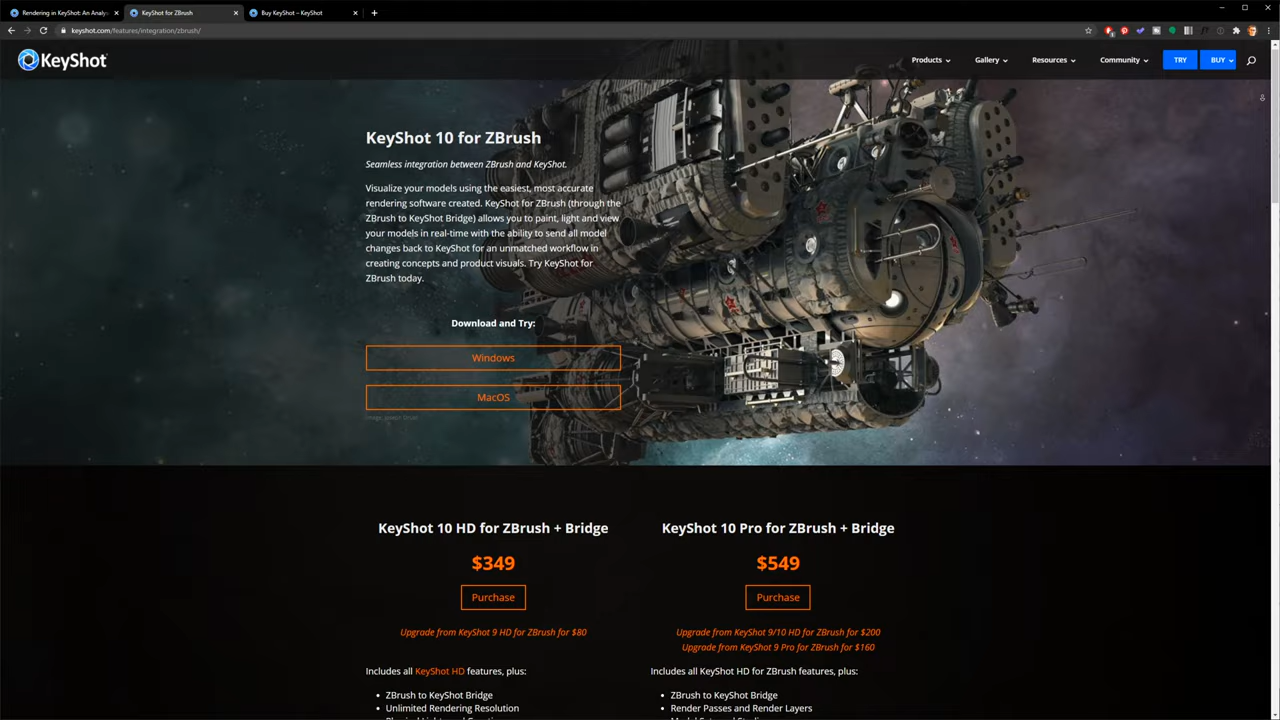 Rendering in KeyShot: An Analys
KeyShot for ZBrush
Buy KeyShot – KeyShot
keyshot.com/features/integration/zbrush/
KeyShot
Products
Gallery
Resources
Community
TRY
BUY
KeyShot 10 for ZBrush
Seamless integration between ZBrush and KeyShot.
Visualize your models using the easiest, most accurate
rendering software created. KeyShot for ZBrush (through the
ZBrush to KeyShot Bridge) allows you to paint, light and view
your models in real-time with the ability to send all model
changes back to KeyShot for an unmatched workflow in
creating concepts and product visuals. Try KeyShot for
ZBrush today.
Download and Try:
Windows
MacOS
KeyShot 10 HD for ZBrush + Bridge
$349
Purchase
Upgrade from KeyShot 9 HD for ZBrush for $80
Includes all KeyShot HD features, plus:
• ZBrush to KeyShot Bridge
• Unlimited Rendering Resolution
KeyShot 10 Pro for ZBrush + Bridge
$549
Purchase
Upgrade from KeyShot 9/10 HD for ZBrush for $200
Upgrade from KeyShot 9 Pro for ZBrush for $160
Includes all KeyShot HD for ZBrush features, plus:
• ZBrush to KeyShot Bridge
• Render Passes and Render Layers